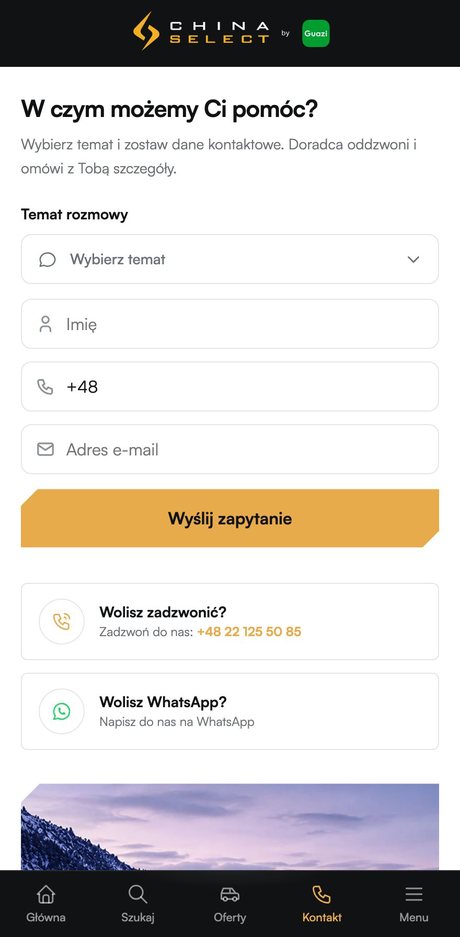 CHINA
SELECT
by
Guazi
W czym możemy Ci pomóc?
Wybierz temat i zostaw dane kontaktowe. Doradca oddzwoni i
omówi z Tobą szczegóły.
Temat rozmowy
Wybierz temat
Imię
+48
Adres e-mail
Wyślij zapytanie
Wolisz zadzwonić?
Zadzwoń do nas: +48 22 125 50 85
Wolisz WhatsApp?
Napisz do nas na WhatsApp
Główna
Szukaj
Oferty
Kontakt
Menu